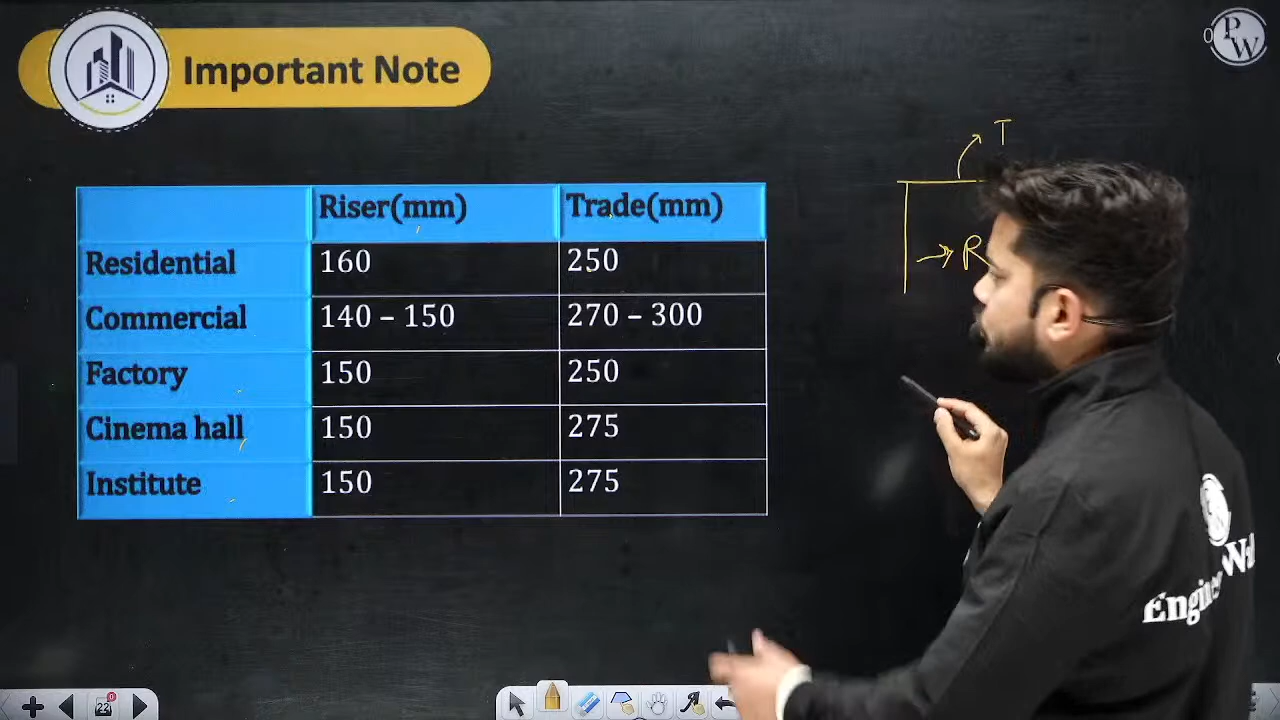 Important Note
PW
T
R
Riser(mm) Trade(mm)
Residential 160 250
Commercial 140 – 150 270 – 300
Factory 150 250
Cinema hall 150 275
Institute 150 275
22